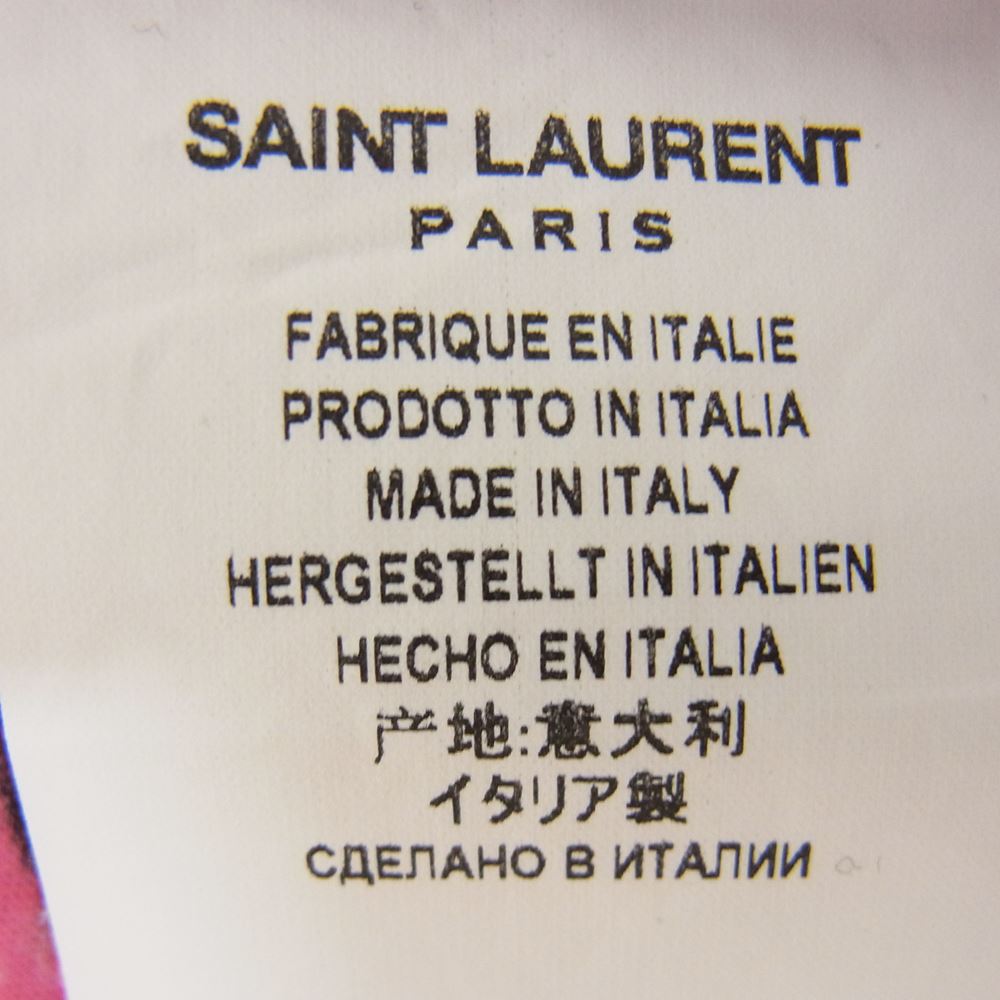 SAINT LAURENT
PARIS
FABRIQUE EN ITALIE
PRODOTTO IN ITALIA
MADE IN ITALY
HERGESTELLT IN ITALIEN
HECHO EN ITALIA
产地:意大利
イタリア製
СДЕЛАНО В ИТАЛИИ